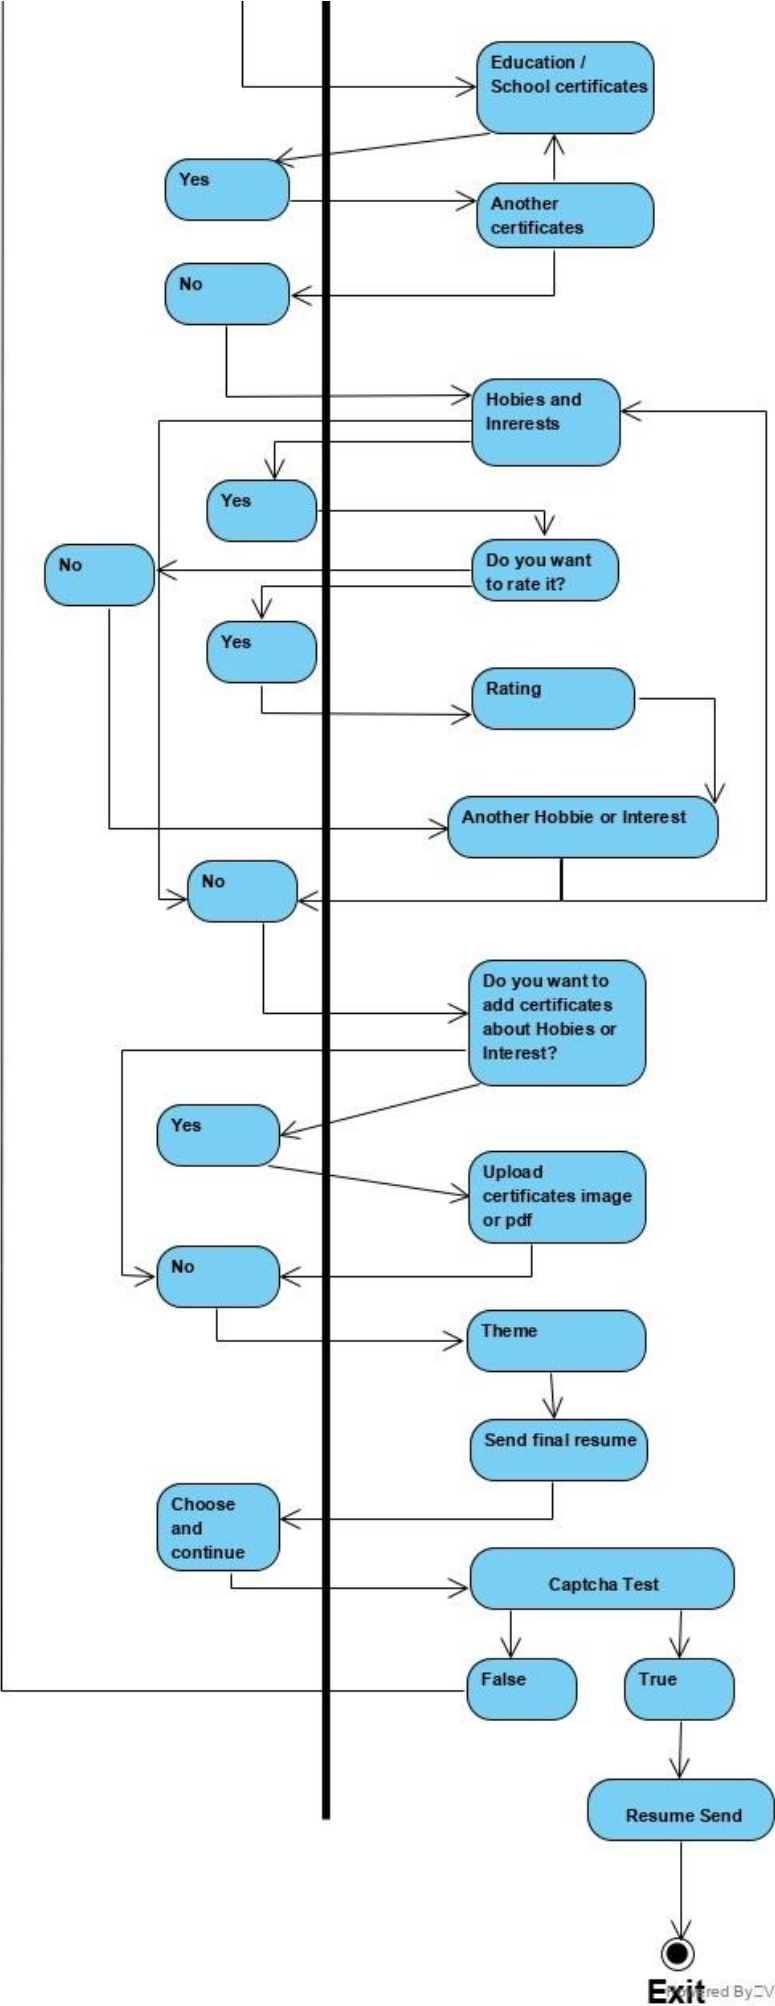 Education /
School certificates
Yes
Another
certificates
No
Hobies and
Inrerests
Yes
Do you want
to rate it?
No
Yes
Rating
Another Hobbie or Interest
No
Do you want to
add certificates
about Hobies or
Interest?
Yes
Upload
certificates image
or pdf
No
Theme
Send final resume
Choose
and
continue
Captcha Test
False
True
Resume Send
Exit